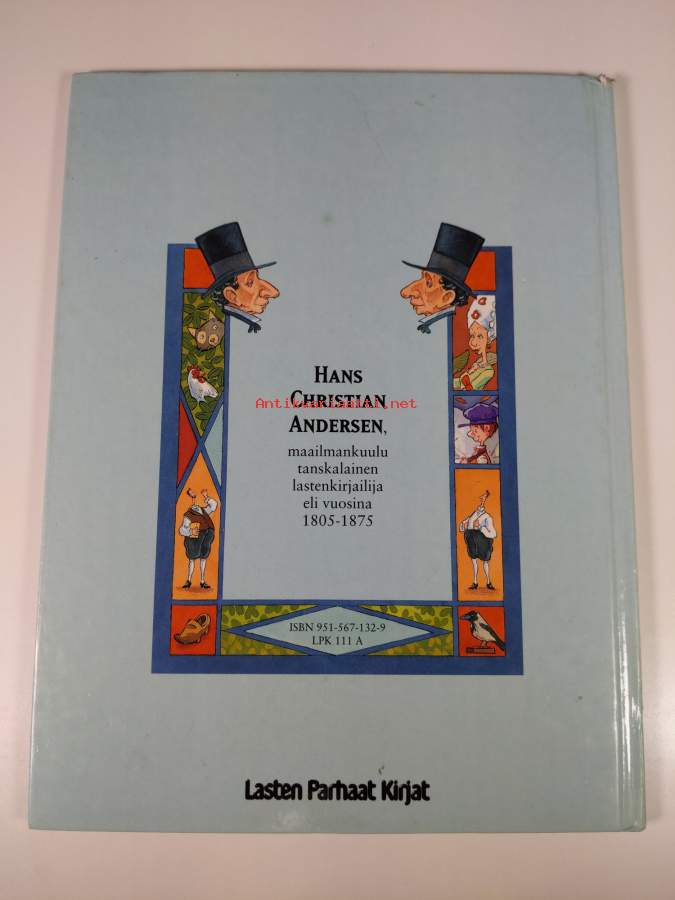 HANS
CHRISTIAN
Antikvariaatti.net
ANDERSEN,
maailmankuulu
tanskalainen
lastenkirjailija
eli vuosina
1805-1875
ISBN 951-567-132-9
LPK 111 A
Lasten Parhaat Kirjat